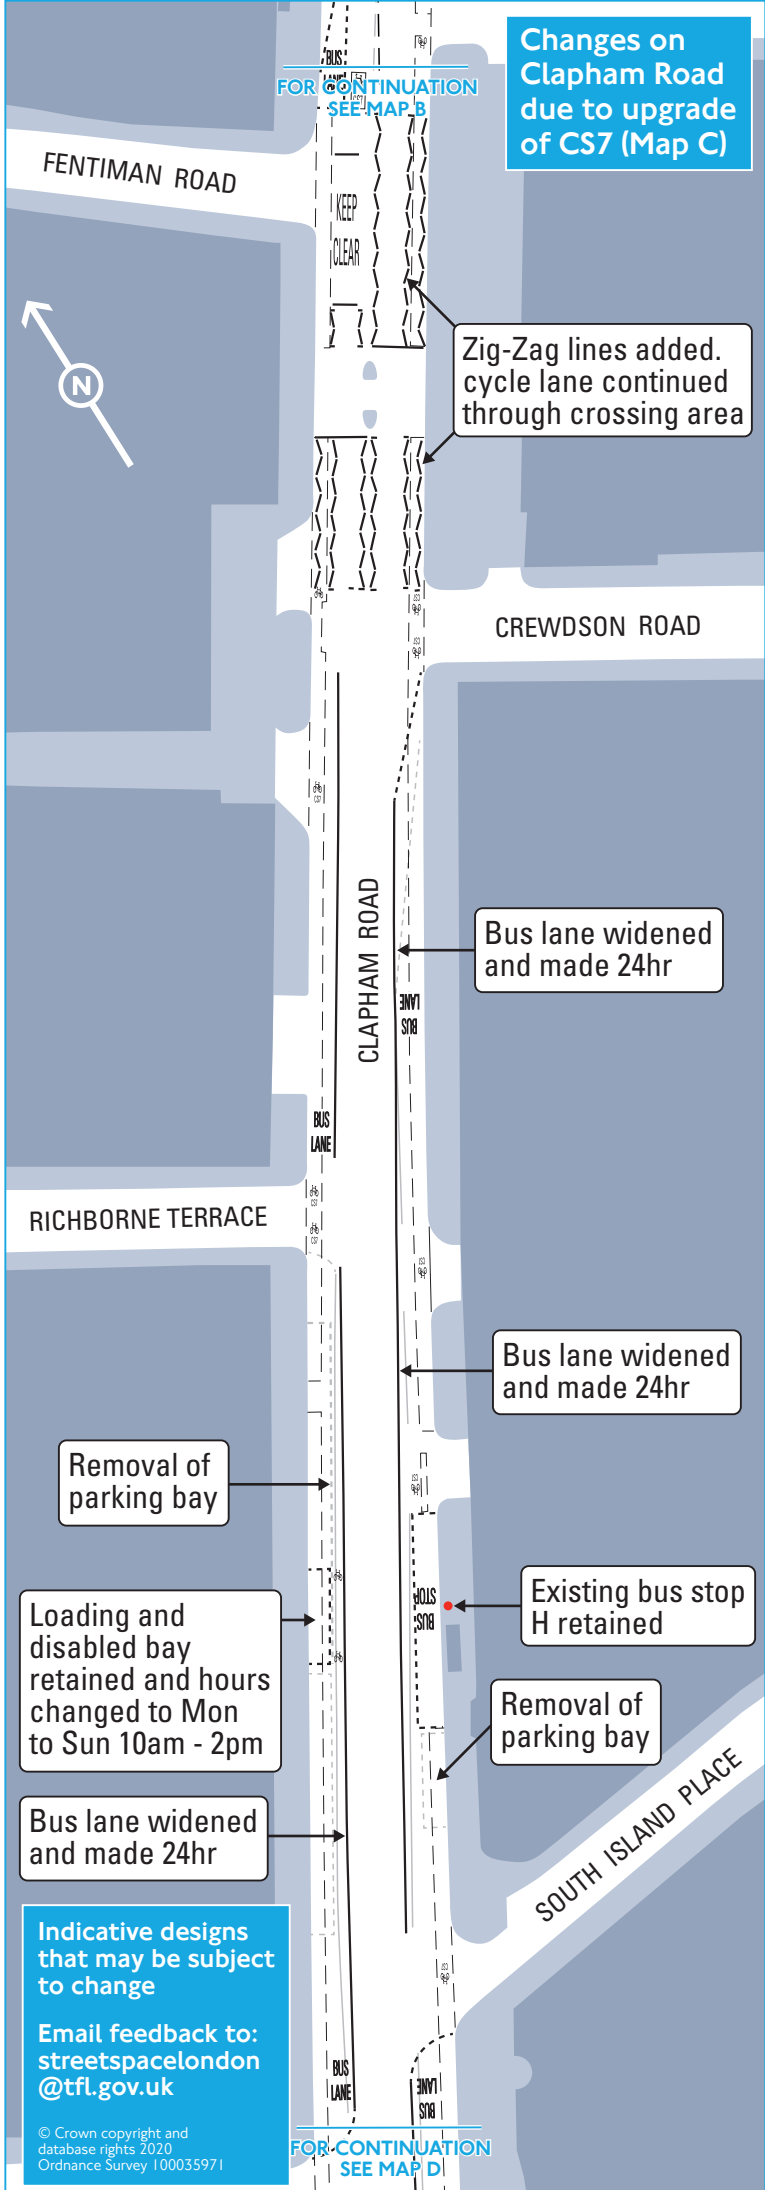 Changes on
Clapham Road
due to upgrade
of CS7 (Map C)
BUS
LANE
FOR CONTINUATION
SEE MAP B
FENTIMAN ROAD
KEEP
CLEAR
N
Zig-Zag lines added.
cycle lane continued
through crossing area
CREWDSON ROAD
CLAPHAM ROAD
Bus lane widened
and made 24hr
BUS
LANE
BUS
LANE
RICHBORNE TERRACE
Bus lane widened
and made 24hr
Removal of
parking bay
Loading and
disabled bay
retained and hours
changed to Mon
to Sun 10am - 2pm
BUS
STOP
Existing bus stop
H retained
Removal of
parking bay
SOUTH ISLAND PLACE
Bus lane widened
and made 24hr
Indicative designs
that may be subject
to change
Email feedback to:
streetspacelondon
@tfl.gov.uk
© Crown copyright and
database rights 2020
Ordnance Survey 100035971
BUS
LANE
BUS
LANE
FOR CONTINUATION
SEE MAP D